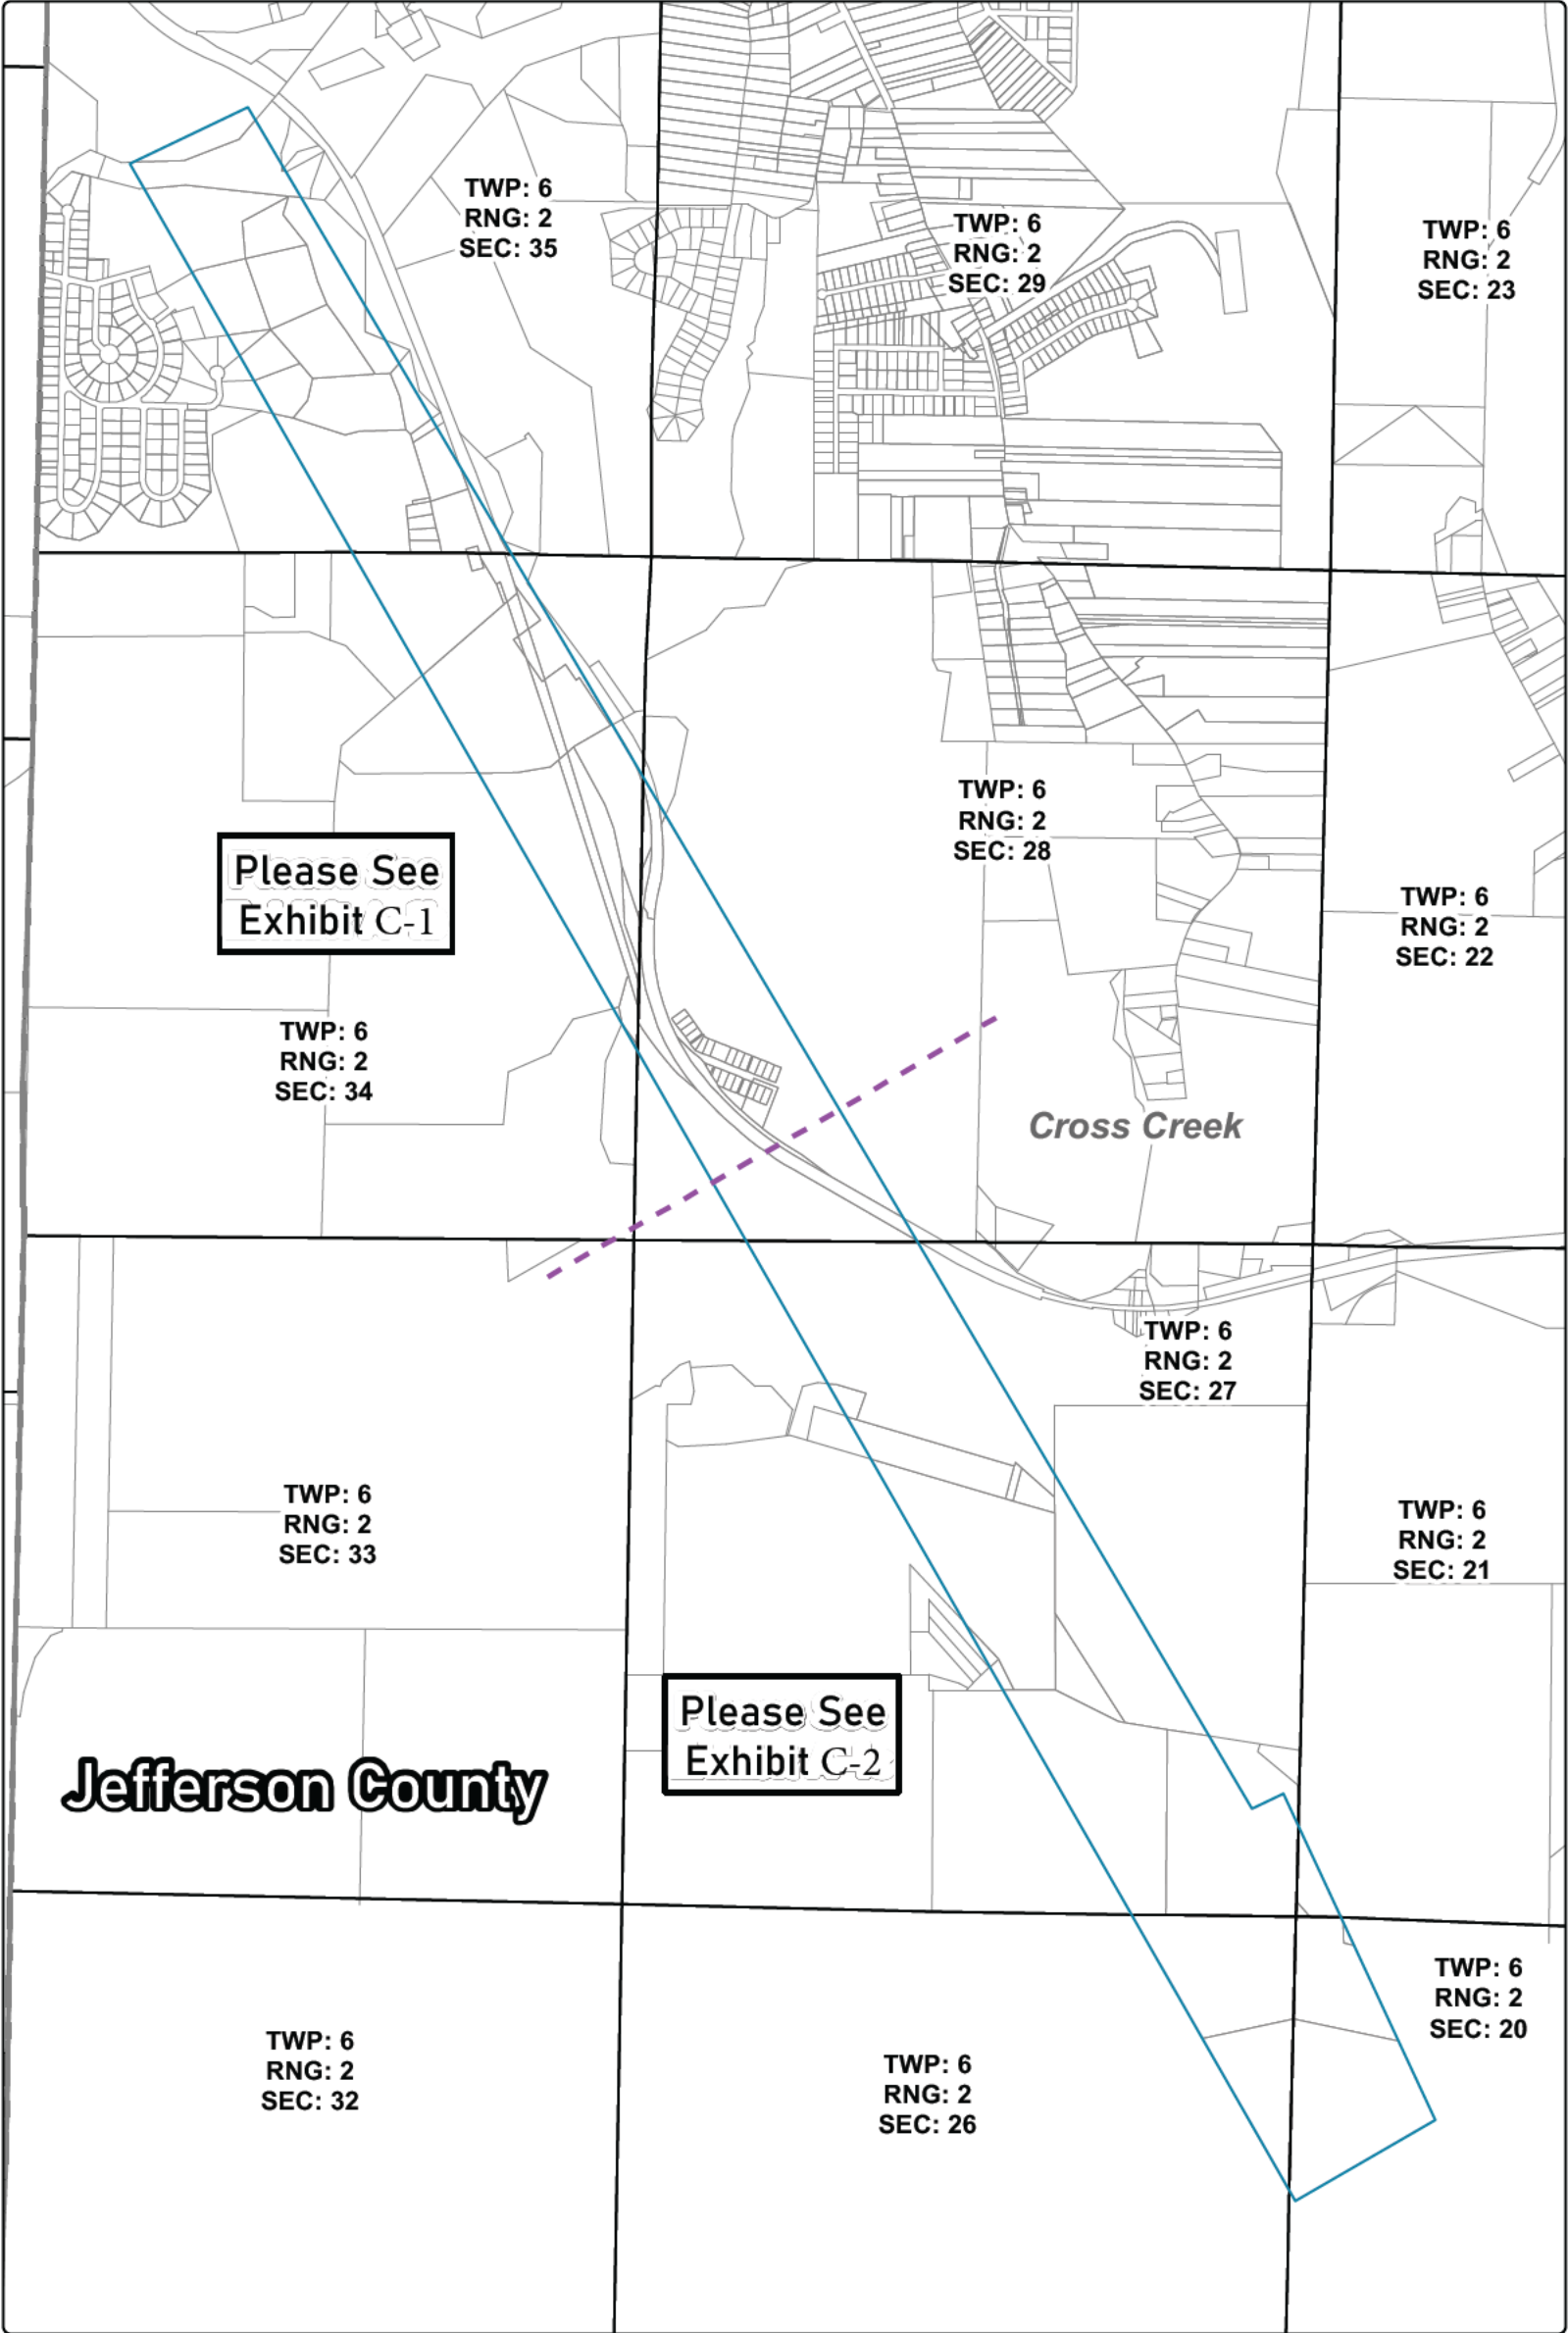 TWP: 6
RNG: 2
SEC: 35
TWP: 6
RNG: 2
SEC: 29
TWP: 6
RNG: 2
SEC: 23
TWP: 6
RNG: 2
SEC: 28
Please See
Exhibit C-1
TWP: 6
RNG: 2
SEC: 22
TWP: 6
RNG: 2
SEC: 34
Cross Creek
TWP: 6
RNG: 2
SEC: 27
TWP: 6
RNG: 2
SEC: 33
TWP: 6
RNG: 2
SEC: 21
Please See
Exhibit C-2
Jefferson County
TWP: 6
RNG: 2
SEC: 20
TWP: 6
RNG: 2
SEC: 32
TWP: 6
RNG: 2
SEC: 26